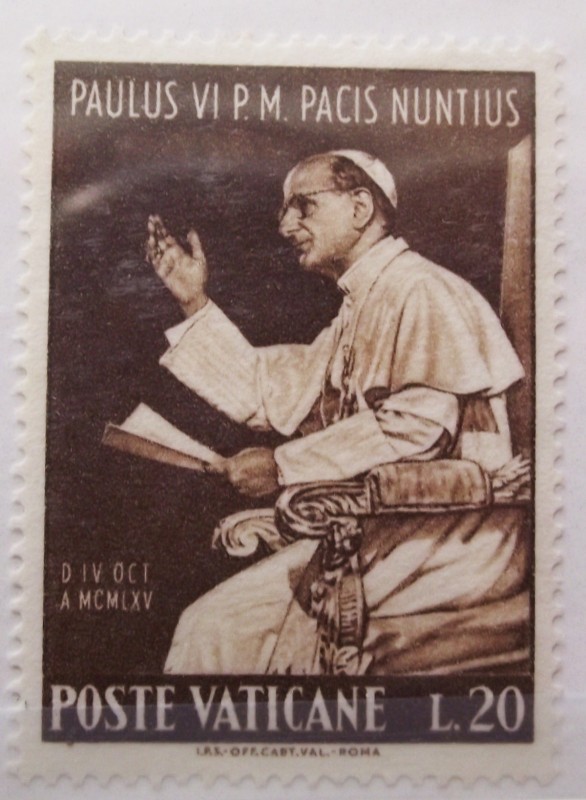 PAULUS VI P. M. PACIS NUNTIUS
D IV OCT
A MCMLXV
POSTE VATICANE L. 20
I.P.S.-OFF.CART.VAL.-ROMA